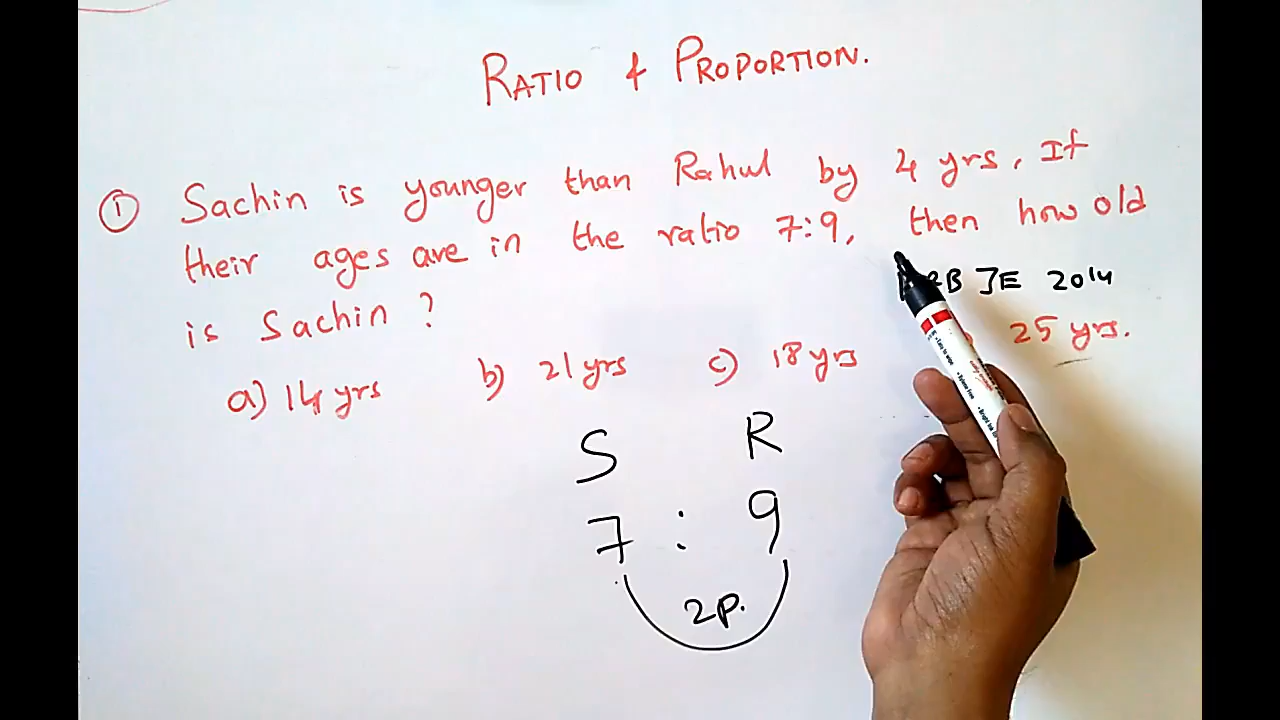 RATIO & PROPORTION.
① Sachin is younger than Rahul by 4 yrs. If
their ages are in the ratio 7:9, then how old
JE 2014
is Sachin ?
a) 14 yrs b) 21 yrs c) 18 yrs 25 yrs.
S R
7 : 9
2p.